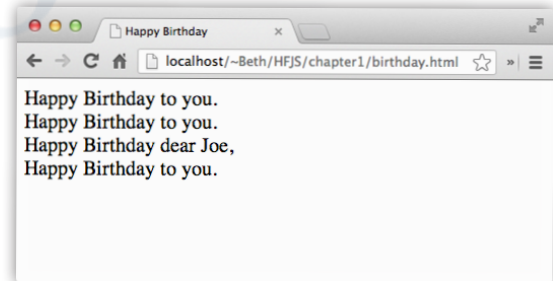 Happy Birthday
localhost/~Beth/HFJS/chapter1/birthday.html
Happy Birthday to you.
Happy Birthday to you.
Happy Birthday dear Joe,
Happy Birthday to you.